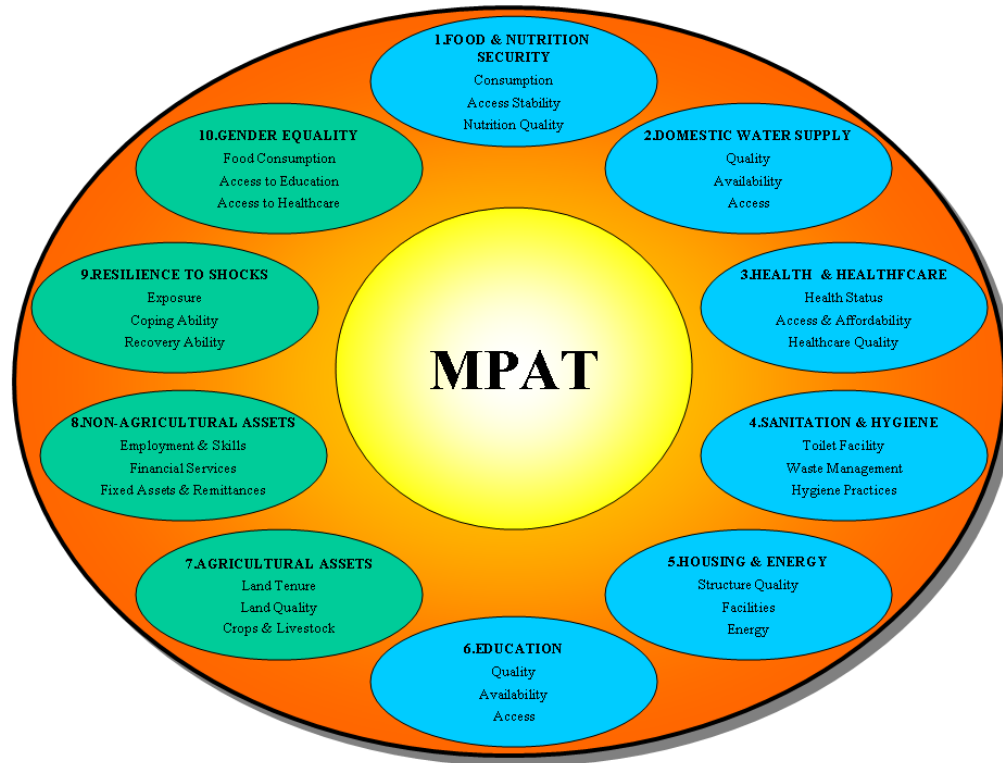 1.FOOD & NUTRITION
SECURITY
Consumption
Access Stability
Nutrition Quality
2.DOMESTIC WATER SUPPLY
Quality
Availability
Access
3.HEALTH & HEALTHFCARE
Health Status
Access & Affordability
Healthcare Quality
4.SANITATION & HYGIENE
Toilet Facility
Waste Management
Hygiene Practices
5.HOUSING & ENERGY
Structure Quality
Facilities
Energy
6.EDUCATION
Quality
Availability
Access
7.AGRICULTURAL ASSETS
Land Tenure
Land Quality
Crops & Livestock
8.NON-AGRICULTURAL ASSETS
Employment & Skills
Financial Services
Fixed Assets & Remittances
9.RESILIENCE TO SHOCKS
Exposure
Coping Ability
Recovery Ability
10.GENDER EQUALITY
Food Consumption
Access to Education
Access to Healthcare
MPAT